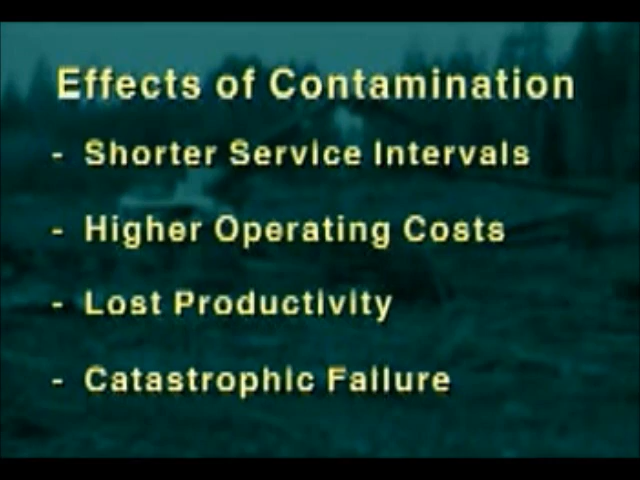 Effects of Contamination
- Shorter Service Intervals
- Higher Operating Costs
- Lost Productivity
- Catastrophic Failure